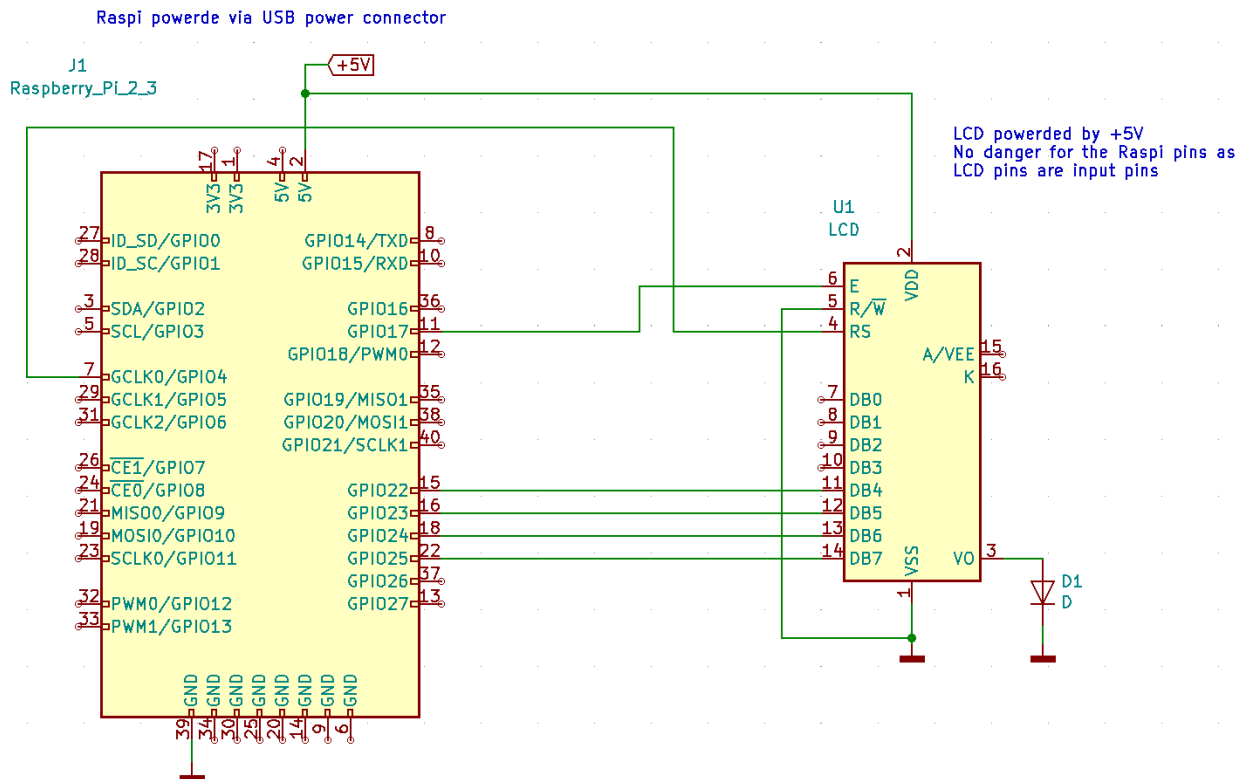 Raspi powerde via USB power connector
+5V
J1
Raspberry_Pi_2_3
LCD powerded by +5V
No danger for the Raspi pins as
LCD pins are input pins
17 1 4 2
3V3 3V3 5V 5V
U1
LCD
27 ID_SD/GPIO0 GPIO14/TXD 8
28 ID_SC/GPIO1 GPIO15/RXD 10
3 SDA/GPIO2 GPIO16 36
5 SCL/GPIO3 GPIO17 11
GPIO18/PWM0 12
7 GCLK0/GPIO4
29 GCLK1/GPIO5 GPIO19/MISO1 35
31 GCLK2/GPIO6 GPIO20/MOSI1 38
GPIO21/SCLK1 40
26 CE1/GPIO7
24 CE0/GPIO8 GPIO22 15
21 MISO0/GPIO9 GPIO23 16
19 MOSI0/GPIO10 GPIO24 18
23 SCLK0/GPIO11 GPIO25 22
GPIO26 37
32 PWM0/GPIO12 GPIO27 13
33 PWM1/GPIO13
GND GND GND GND GND GND GND GND
39 34 30 25 20 14 9 6
2
VDD
6 E
5 R/W
4 RS
A/VEE 15
K 16
7 DB0
8 DB1
9 DB2
10 DB3
11 DB4
12 DB5
13 DB6
14 DB7
VO 3
VSS
1
D1
D